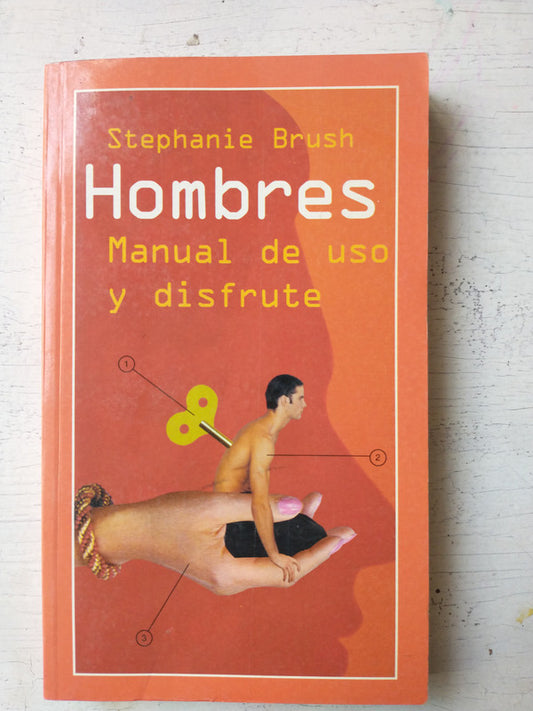 Stephanie Brush
Hombres
Manual de uso
y disfrute
1
2
3